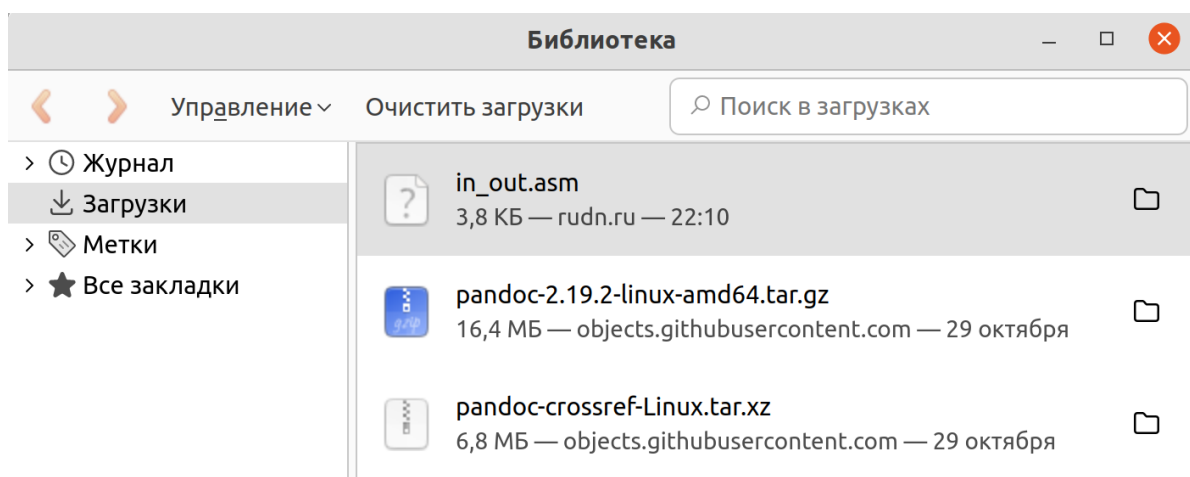 Библиотека
Управление Очистить загрузки Поиск в загрузках
Журнал
Загрузки
Метки
Все закладки
in_out.asm
3,8 КБ — rudn.ru — 22:10
pandoc-2.19.2-linux-amd64.tar.gz
16,4 МБ — objects.githubusercontent.com — 29 октября
pandoc-crossref-Linux.tar.xz
6,8 МБ — objects.githubusercontent.com — 29 октября
?
gzip